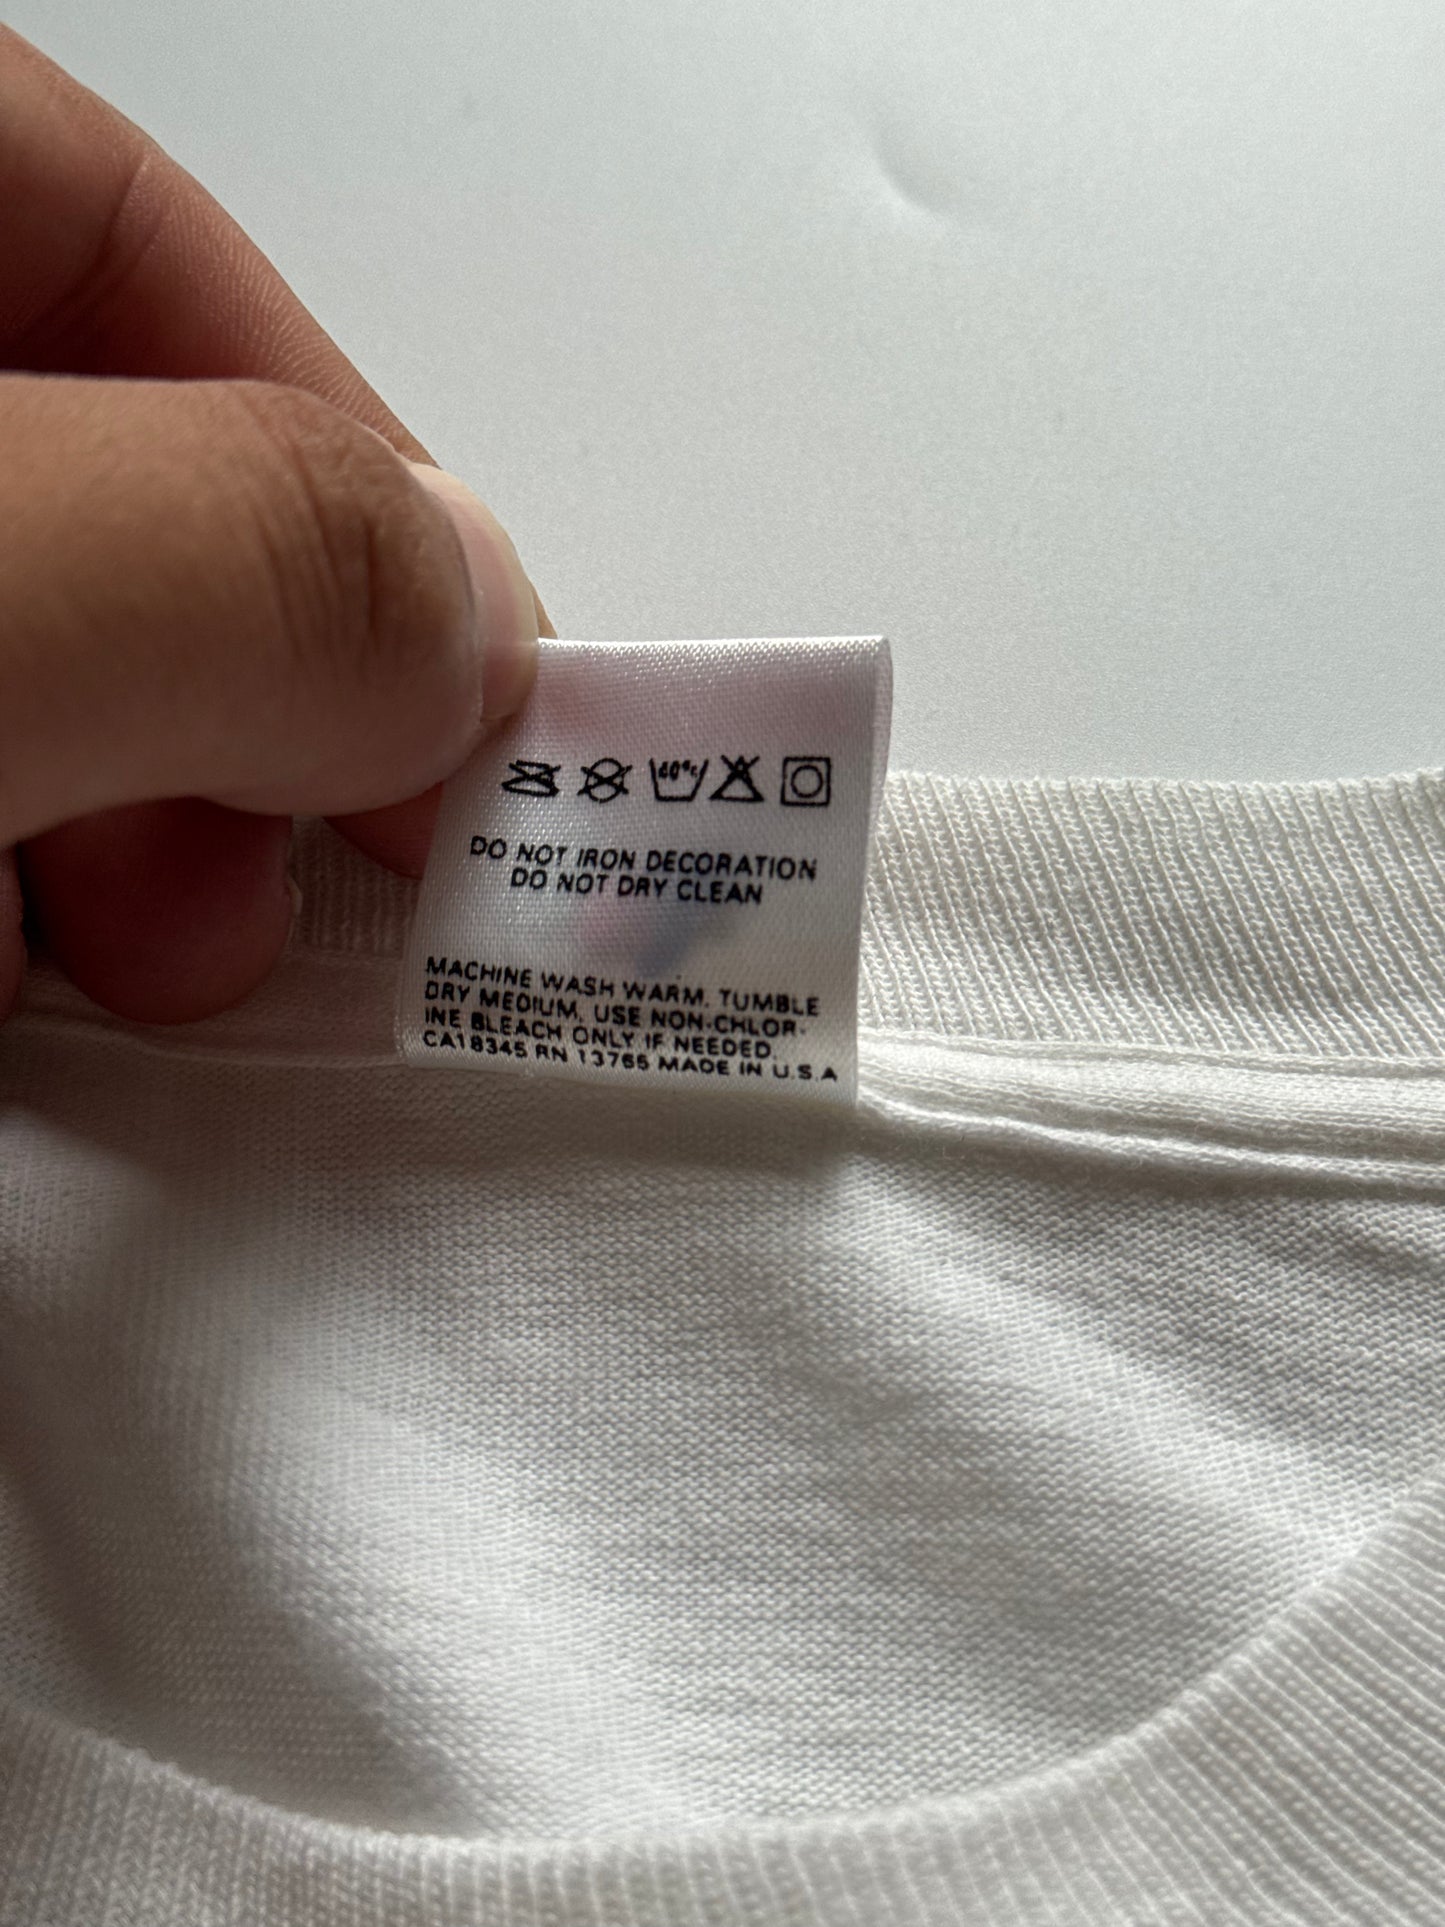 40°C
DO NOT IRON DECORATION
DO NOT DRY CLEAN
MACHINE WASH WARM. TUMBLE
DRY MEDIUM. USE NON-CHLOR-
INE BLEACH ONLY IF NEEDED.
CA18345 RN 13765 MADE IN U.S.A